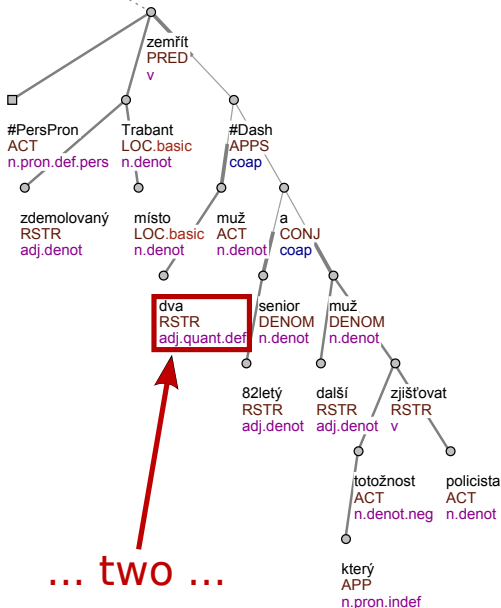 zemřít
PRED
v
#PersPron
ACT
n.pron.def.pers
Trabant
LOC.basic
n.denot
#Dash
APPS
coap
zdemolovaný
RSTR
adj.denot
místo
LOC.basic
n.denot
muž
ACT
n.denot
a
CONJ
coap
dva
RSTR
adj.quant.def
senior
DENOM
n.denot
muž
DENOM
n.denot
82letý
RSTR
adj.denot
další
RSTR
adj.denot
zjišťovat
RSTR
v
totožnost
ACT
n.denot.neg
policista
ACT
n.denot
který
APP
n.pron.indef
... two ...